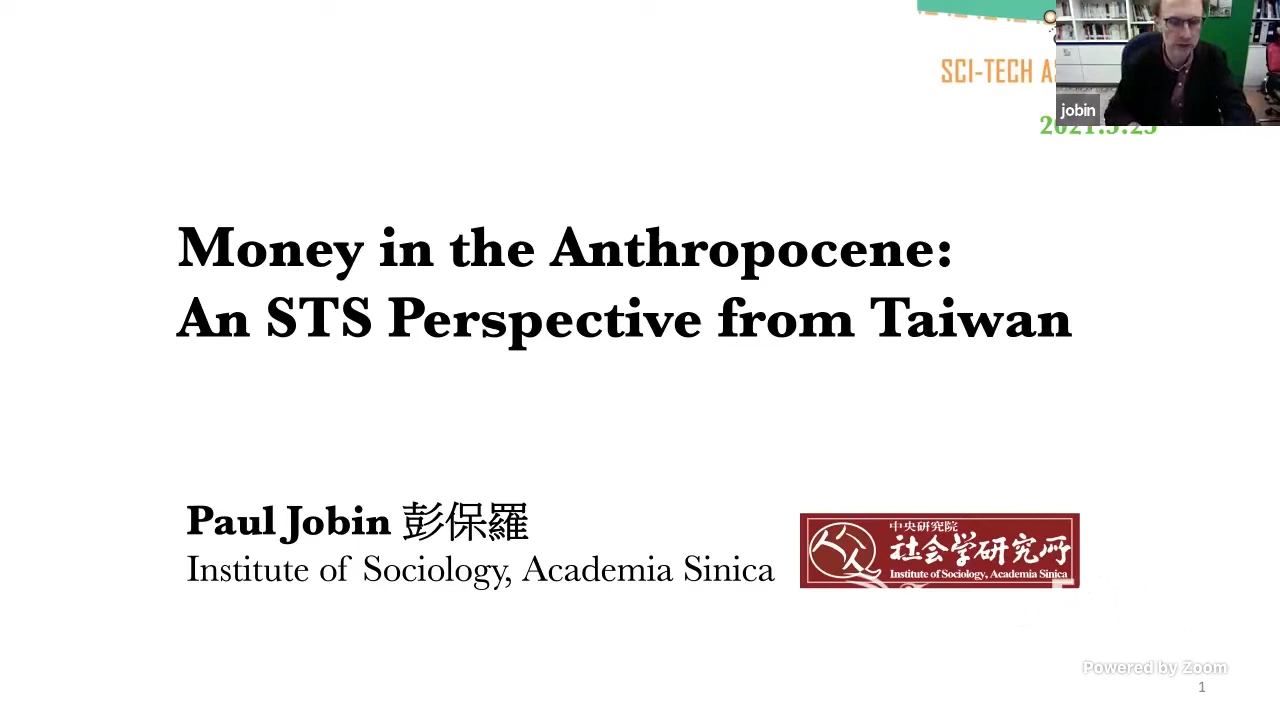 SCI-TECH
jobin
Money in the Anthropocene:
An STS Perspective from Taiwan
Paul Jobin 彭保羅
Institute of Sociology, Academia Sinica
中央研究院
社会学研究所
Institute of Sociology, Academia Sinica
Powered by Zoom
1